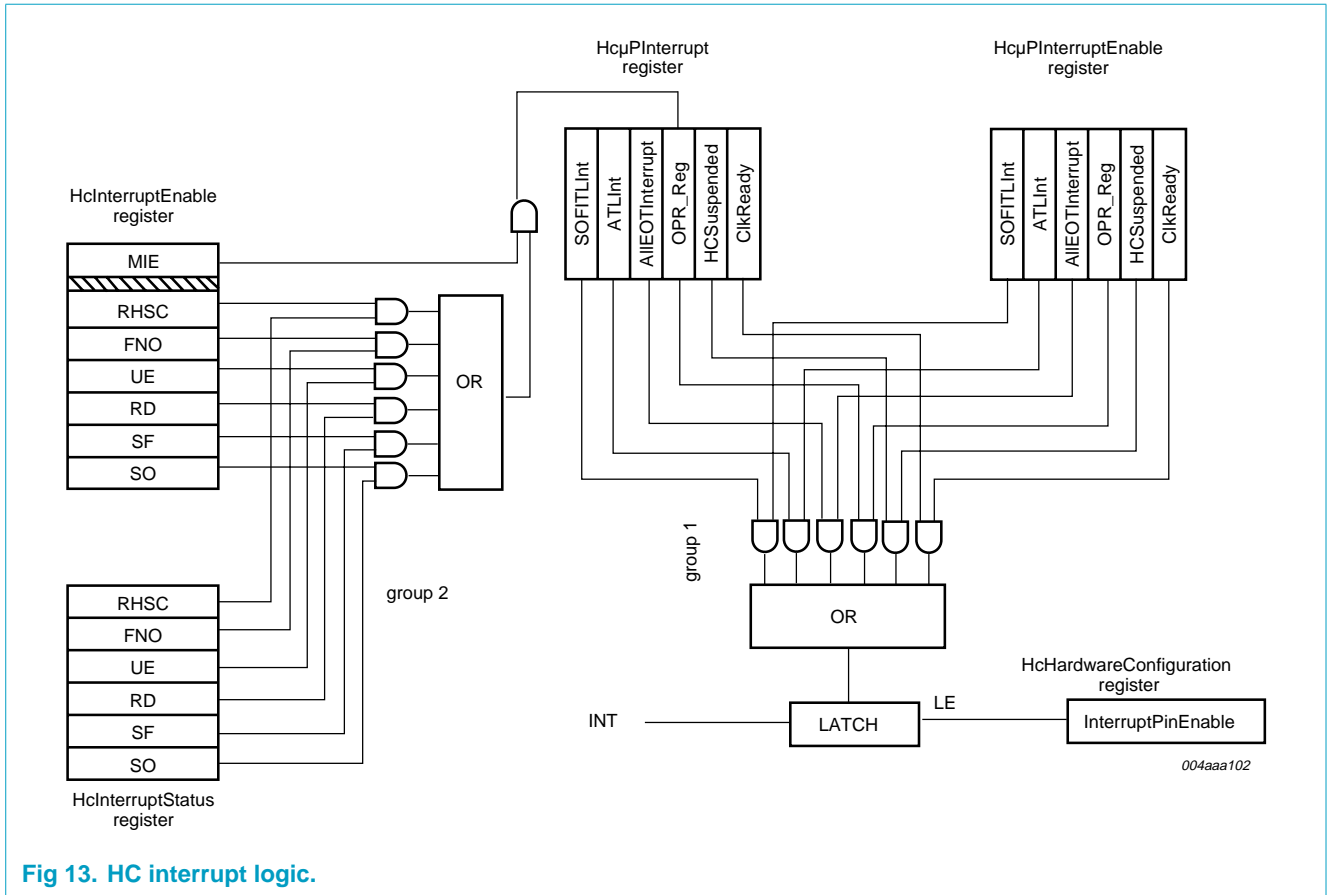 HcµPInterrupt
register
HcµPInterruptEnable
register
SOFITLInt
ATLInt
AllEOTInterrupt
OPR_Reg
HCSuspended
ClkReady
SOFITLInt
ATLInt
AllEOTInterrupt
OPR_Reg
HCSuspended
ClkReady
HcInterruptEnable
register
MIE
RHSC
FNO
UE
RD
SF
SO
OR
group 2
RHSC
FNO
UE
RD
SF
SO
HcInterruptStatus
register
group 1
OR
HcHardwareConfiguration
register
INT
LATCH
LE
InterruptPinEnable
004aaa102
Fig 13. HC interrupt logic.